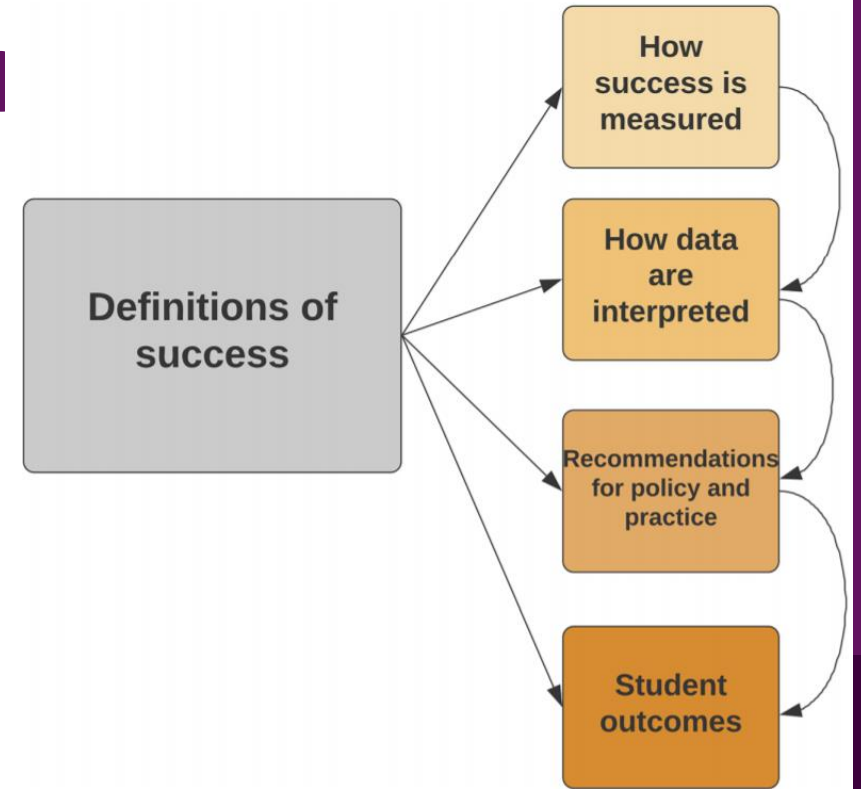 Definitions of
success
How
success is
measured
How data
are
interpreted
Recommendations
for policy and
practice
Student
outcomes